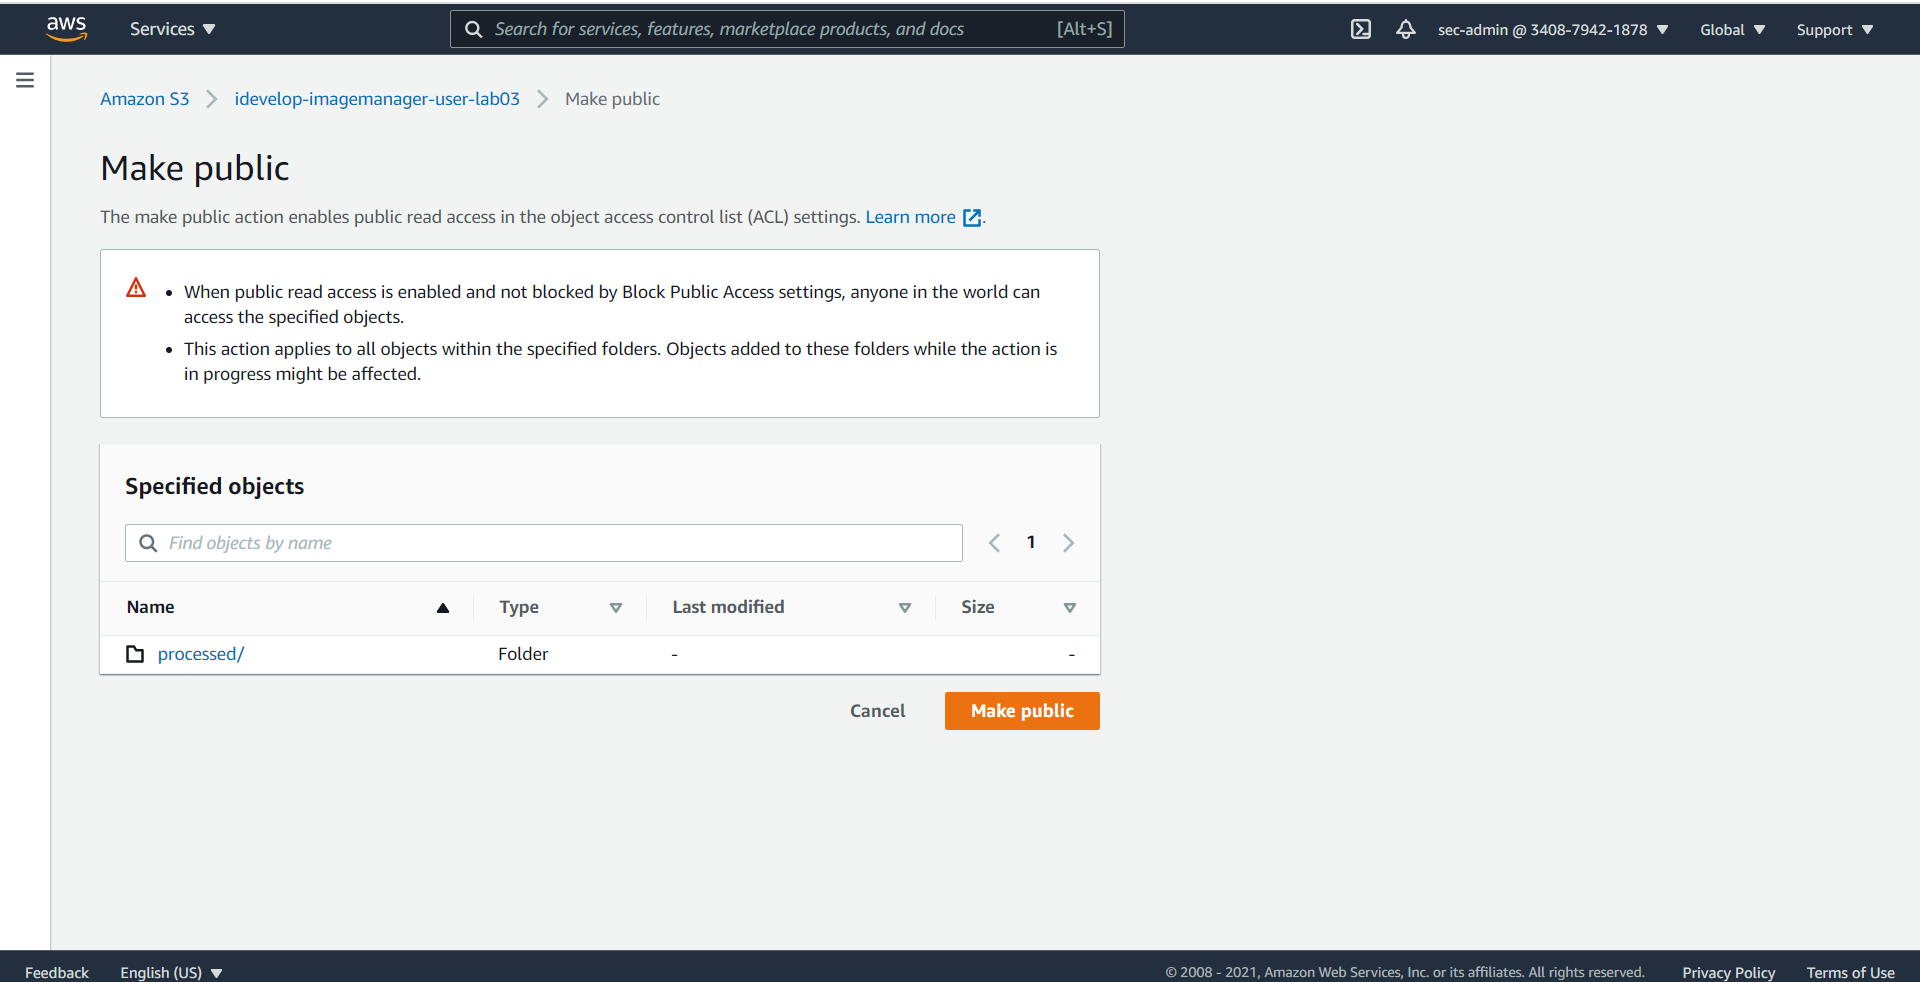 aws
Services
Search for services, features, marketplace products, and docs [Alt+S]
sec-admin @ 3408-7942-1878
Global
Support
Amazon S3
idevelop-imagemanager-user-lab03
Make public
Make public
The make public action enables public read access in the object access control list (ACL) settings. Learn more .
When public read access is enabled and not blocked by Block Public Access settings, anyone in the world can
access the specified objects.
This action applies to all objects within the specified folders. Objects added to these folders while the action is
in progress might be affected.
Specified objects
Find objects by name
1
Name Type Last modified Size
processed/ Folder - -
Cancel
Make public
Feedback
English (US)
© 2008 - 2021, Amazon Web Services, Inc. or its affiliates. All rights reserved.
Privacy Policy
Terms of Use